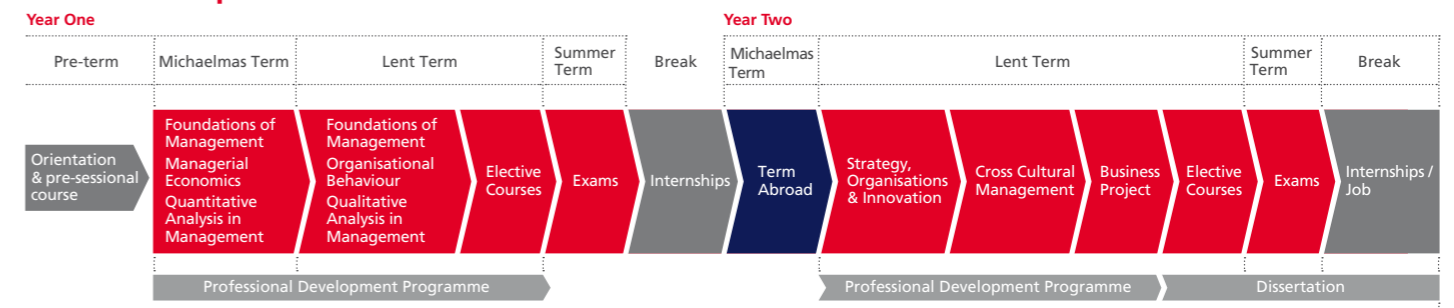 Year One
Year Two
Pre-term
Michaelmas Term
Lent Term
Summer
Term
Break
Michaelmas
Term
Lent Term
Summer
Term
Break
Orientation
& pre-sessional
course
Foundations of
Management
Managerial
Economics
Quantitative
Analysis in
Management
Foundations of
Management
Organisational
Behaviour
Qualitative
Analysis in
Management
Elective
Courses
Exams
Internships
Term
Abroad
Strategy,
Organisations
& Innovation
Cross Cultural
Management
Business
Project
Elective
Courses
Exams
Internships /
Job
Professional Development Programme
Professional Development Programme
Dissertation